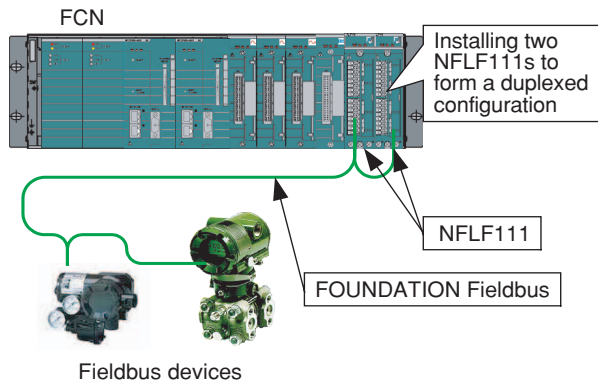 FCN
Installing two
NFLF111s to
form a duplexed
configuration
NFLF111
FOUNDATION Fieldbus
Fieldbus devices